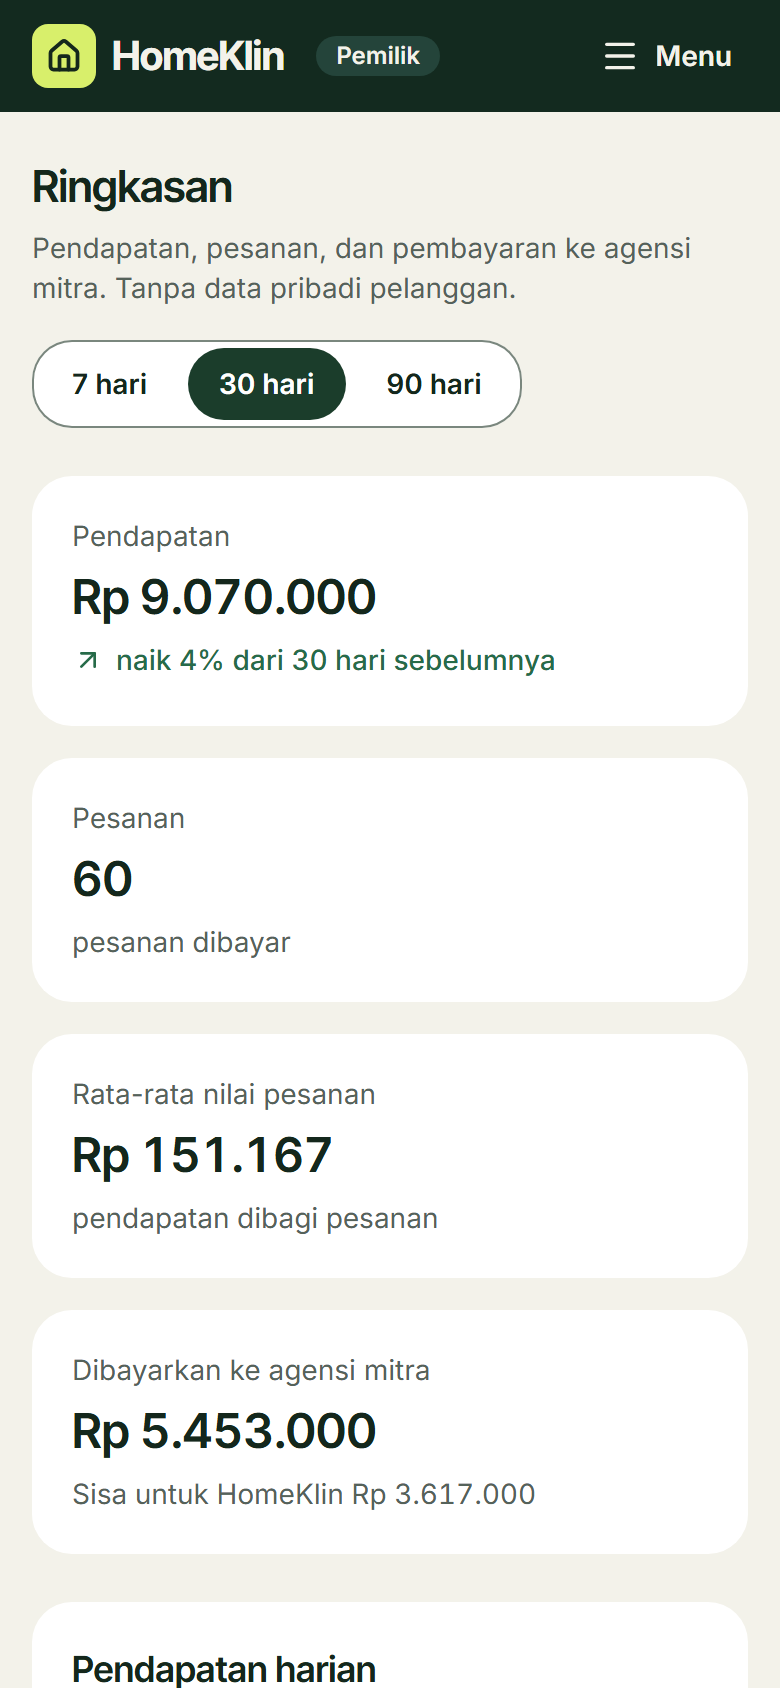 HomeKlin
Pemilik
Menu
Ringkasan
Pendapatan, pesanan, dan pembayaran ke agensi
mitra. Tanpa data pribadi pelanggan.
7 hari
30 hari
90 hari
Pendapatan
Rp 9.070.000
naik 4% dari 30 hari sebelumnya
Pesanan
60
pesanan dibayar
Rata-rata nilai pesanan
Rp 151.167
pendapatan dibagi pesanan
Dibayarkan ke agensi mitra
Rp 5.453.000
Sisa untuk HomeKlin Rp 3.617.000
Pendapatan harian